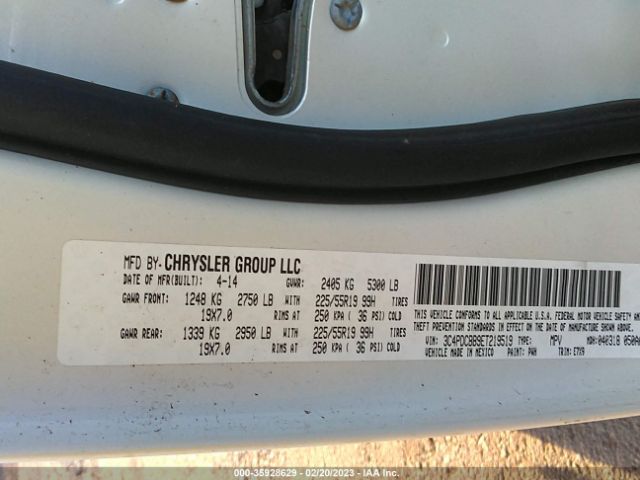 MFD BY- CHRYSLER GROUP LLC
DATE OF MFR(BUILT): 4-14 GVWR: 2405 KG 5300 LB
GAWR FRONT: 1248 KG 2750 LB WITH 225/55R19 99H TIRES
19X7.0 RIMS AT 250 KPA ( 36 PSI) COLD
GAWR REAR: 1339 KG 2950 LB WITH 225/55R19 99H TIRES
19X7.0 RIMS AT 250 KPA ( 36 PSI) COLD
THIS VEHICLE CONFORMS TO ALL APPLICABLE U.S.A. FEDERAL MOTOR VEHICLE SAFETY AN
THEFT PREVENTION STANDARDS IN EFFECT ON THE DATE OF MANUFACTURE SHOWN ABOVE.
VIN: 3C4PDCBB9ET219519 TYPE: MPV MDH: 040318 050A
VEHICLE MADE IN MEXICO PAINT: PWH TRIM: E7X9
000-35928629 - 02/20/2023 - IAA Inc.